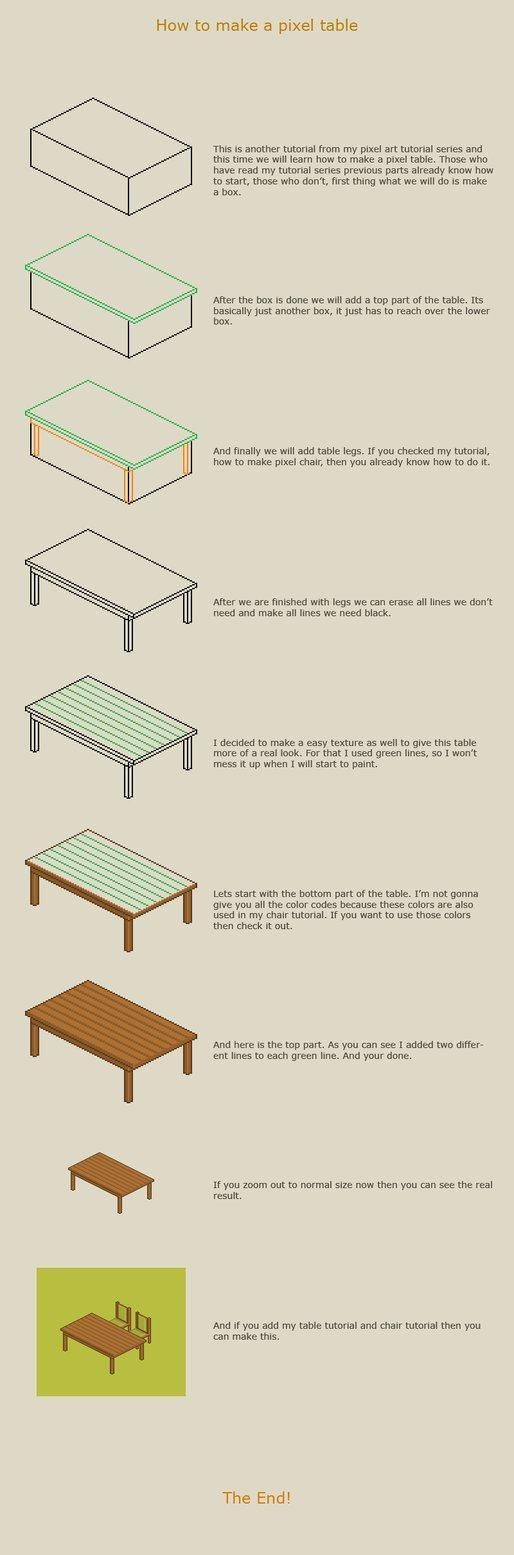 How to make a pixel table
This is another tutorial from my pixel art tutorial series and
this time we will learn how to make a pixel table. Those who
have read my tutorial series previous parts already know how
to start, those who don't, first thing what we will do is make
a box.
After the box is done we will add a top part of the table. Its
basically just another box, it just has to reach over the lower
box.
And finally we will add table legs. If you checked my tutorial,
how to make pixel chair, then you already know how to do it.
After we are finished with legs we can erase all lines we don't
need and make all lines we need black.
I decided to make a easy texture as well to give this table
more of a real look. For that I used green lines, so I won't
mess it up when I will start to paint.
Lets start with the bottom part of the table. I'm not gonna
give you all the color codes because these colors are also
used in my chair tutorial. If you want to use those colors
then check it out.
And here is the top part. As you can see I added two differ-
ent lines to each green line. And your done.
If you zoom out to normal size now then you can see the real
result.
And if you add my table tutorial and chair tutorial then you
can make this.
The End!